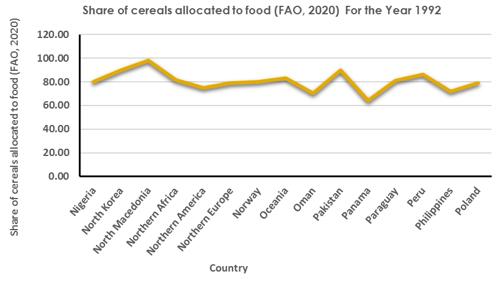 Share of cereals allocated to food (FAO, 2020)  For the Year 1992
Share of cereals allocated to food (FAO, 2020)
120.00
100.00
80.00
60.00
40.00
20.00
0.00
Nigeria
North Korea
North Macedonia
Northern Africa
Northern America
Northern Europe
Norway
Oceania
Oman
Pakistan
Panama
Paraguay
Peru
Philippines
Poland
Country